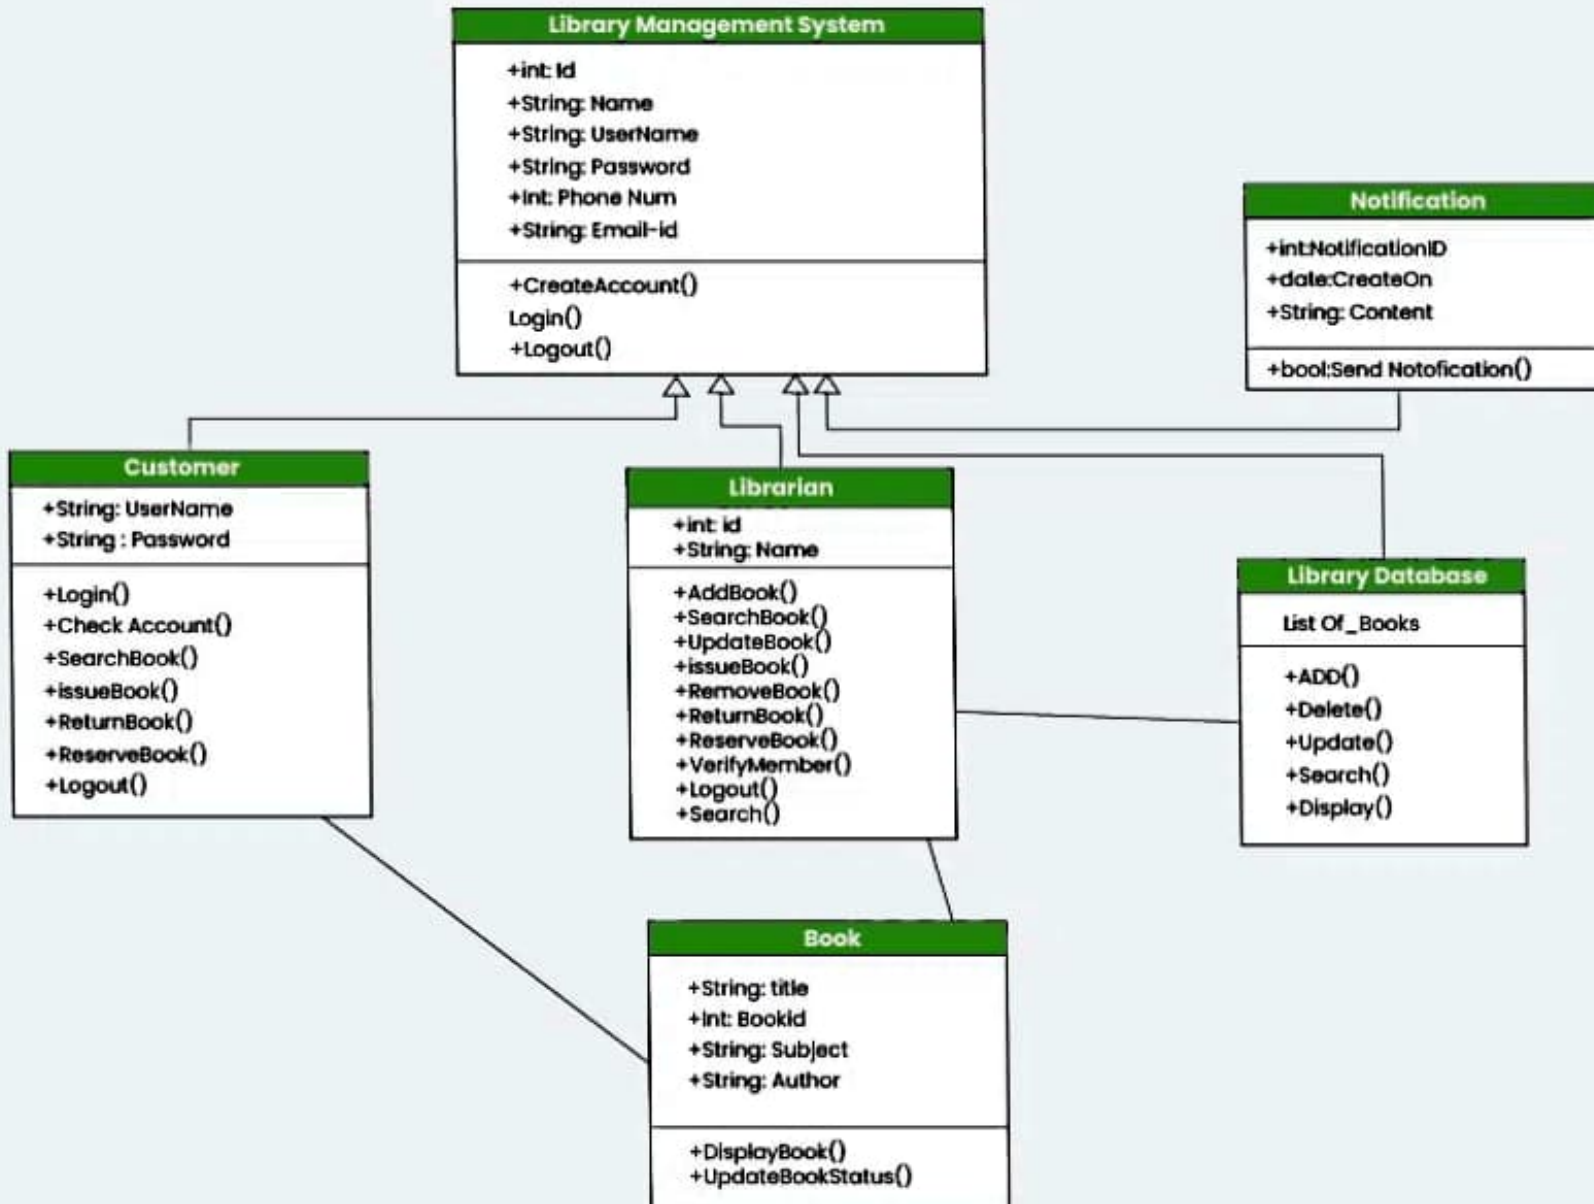 Library Management System
+int: Id
+String: Name
+String: UserName
+String: Password
+Int: Phone Num
+String: Email-id
+CreateAccount()
Login()
+Logout()
Notification
+int:NotificationID
+date:CreateOn
+String: Content
+bool:Send Notofication()
Customer
+String: UserName
+String : Password
+Login()
+Check Account()
+SearchBook()
+issueBook()
+ReturnBook()
+ReserveBook()
+Logout()
Librarian
+int: id
+String: Name
+AddBook()
+SearchBook()
+UpdateBook()
+issueBook()
+RemoveBook()
+ReturnBook()
+ReserveBook()
+VerifyMember()
+Logout()
+Search()
Library Database
List Of_Books
+ADD()
+Delete()
+Update()
+Search()
+Display()
Book
+String: title
+Int: Bookid
+String: Subject
+String: Author
+DisplayBook()
+UpdateBookStatus()